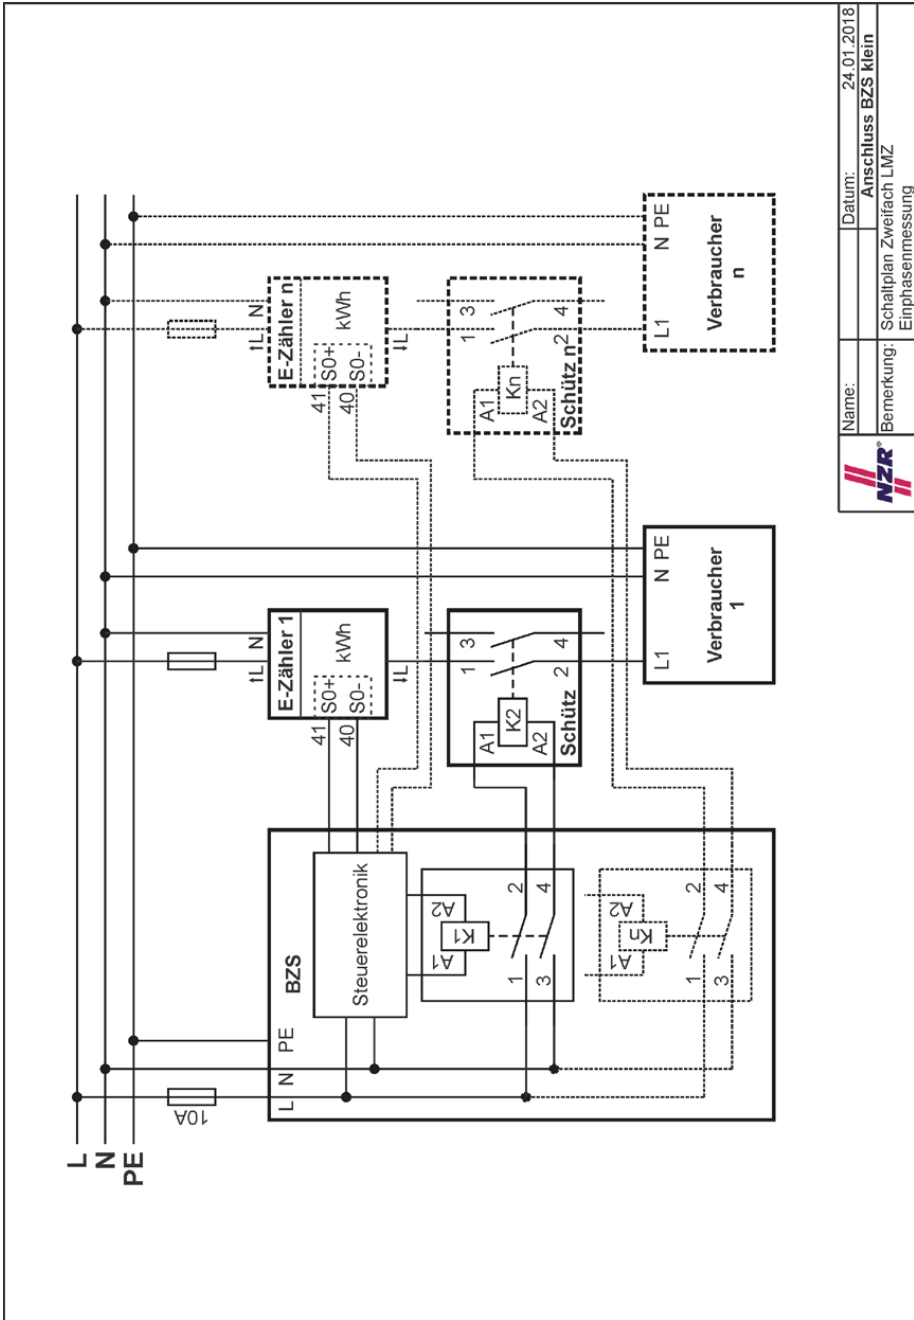 L
N
PE
10A
L N PE
BZS
Steuerelektronik
A1 A2
K1
1 2
3 4
A1 A2
Kn
1 2
3 4
↑L N
E-Zähler 1
41 S0+
40 S0-
kWh
↓L
1 3
A1
K2
A2
2 4
Schütz
L1 N PE
Verbraucher
1
↑L N
E-Zähler n
41 S0+
40 S0-
kWh
↓L
1 3
A1
Kn
A2
2 4
Schütz n
L1 N PE
Verbraucher
n
NZR®
Name: Datum: 24.01.2018
Anschluss BZS klein
Bemerkung: Schaltplan Zweifach LMZ
Einphasenmessung